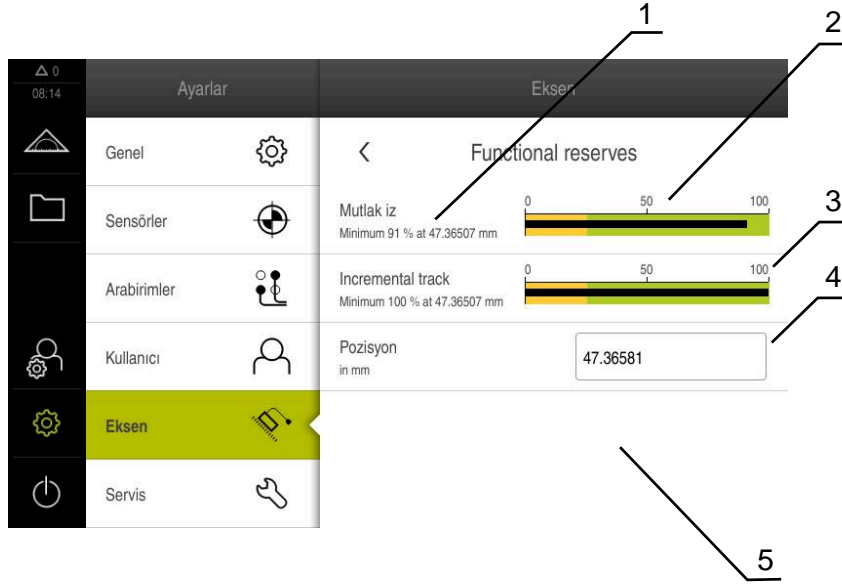 1
2
0
08:14
Ayarlar
Eksen
Genel
Functional reserves
Sensörler
Mutlak iz
Minimum 91 % at 47.36507 mm
0 50 100
3
Arabirimler
Incremental track
Minimum 100 % at 47.36507 mm
0 50 100
4
Kullanıcı
Pozisyon
in mm
47.36581
Eksen
Servis
5